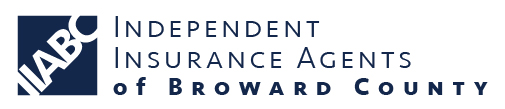 IIABC
INDEPENDENT
INSURANCE AGENTS
of BROWARD COUNTY